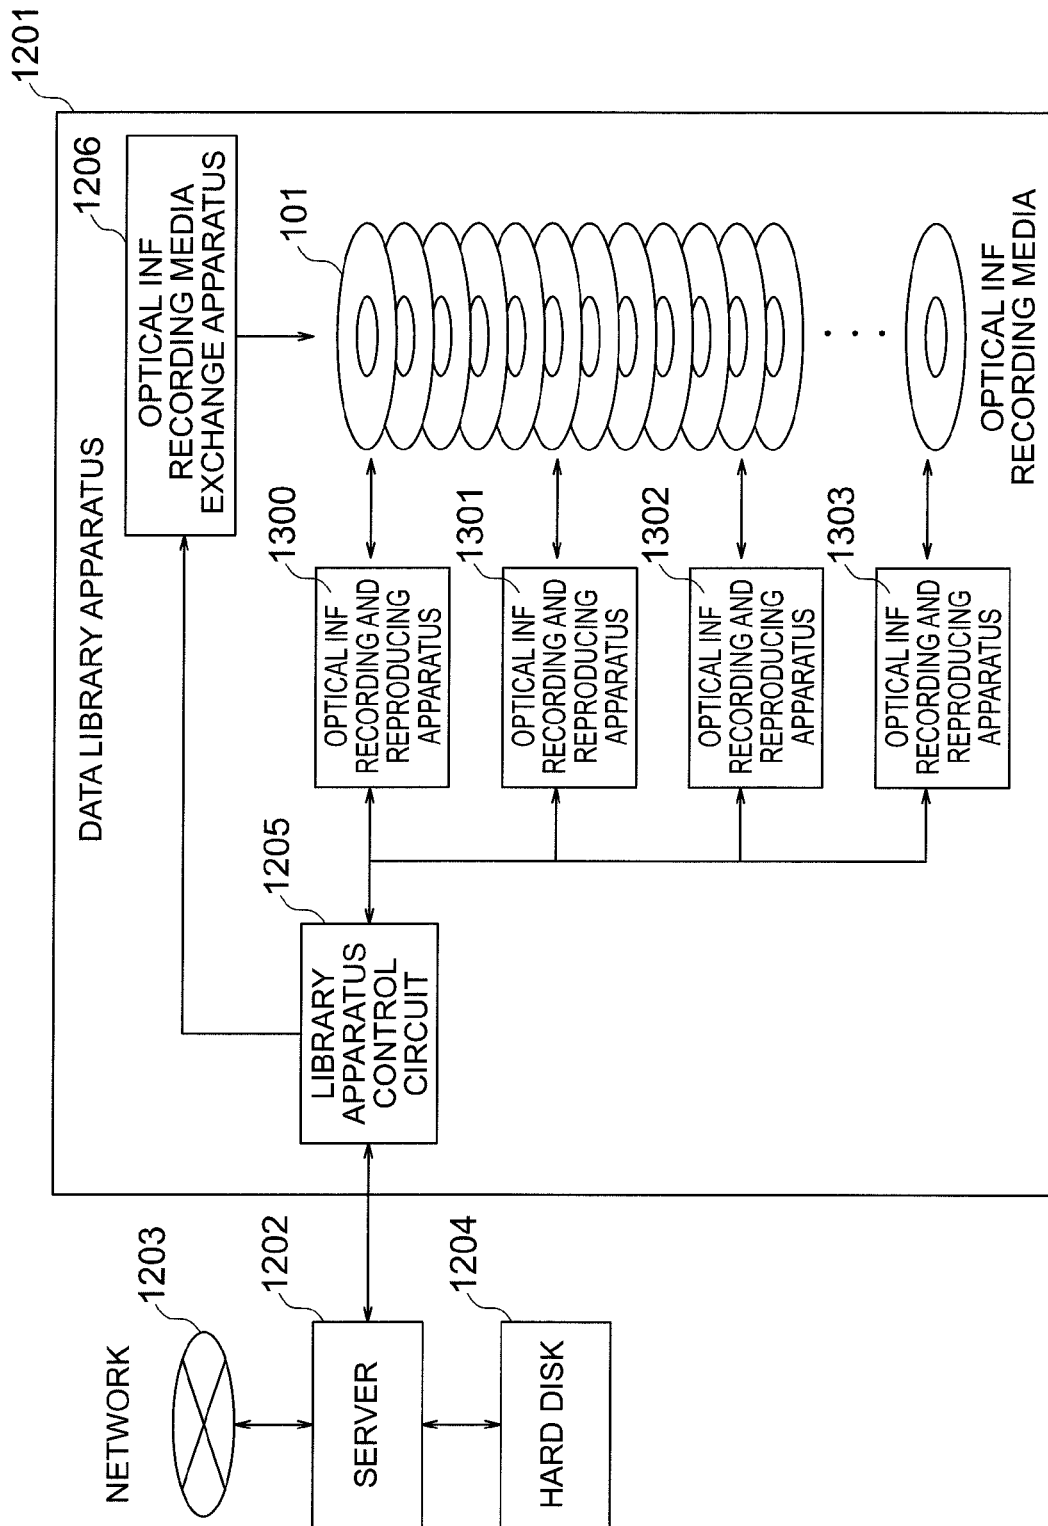 1201
DATA LIBRARY APPARATUS
1206
OPTICAL INF
RECORDING MEDIA
EXCHANGE APPARATUS
NETWORK
1203
1202
SERVER
1204
HARD DISK
1205
LIBRARY
APPARATUS
CONTROL
CIRCUIT
1300
OPTICAL INF
RECORDING AND
REPRODUCING
APPARATUS
1301
OPTICAL INF
RECORDING AND
REPRODUCING
APPARATUS
1302
OPTICAL INF
RECORDING AND
REPRODUCING
APPARATUS
1303
OPTICAL INF
RECORDING AND
REPRODUCING
APPARATUS
101
OPTICAL INF
RECORDING MEDIA